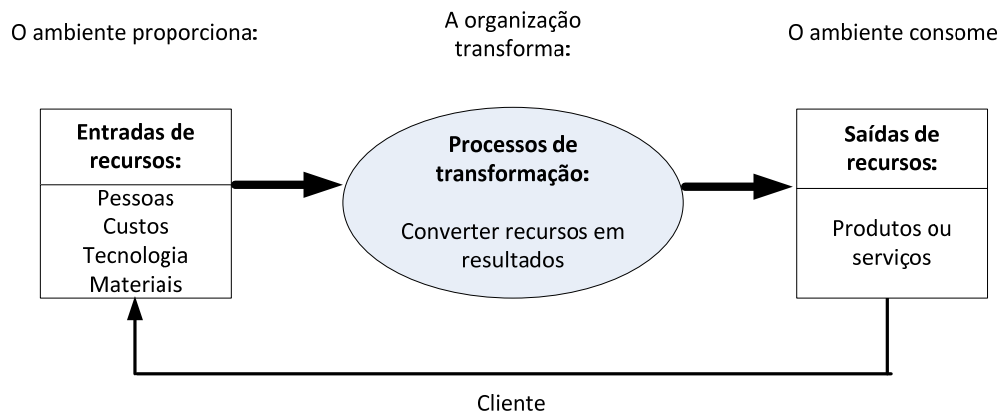 O ambiente proporciona:
A organização
transforma:
O ambiente consome
Entradas de
recursos:
Pessoas
Custos
Tecnologia
Materiais
Processos de
transformação:
Converter recursos em
resultados
Saídas de
recursos:
Produtos ou
serviços
Cliente